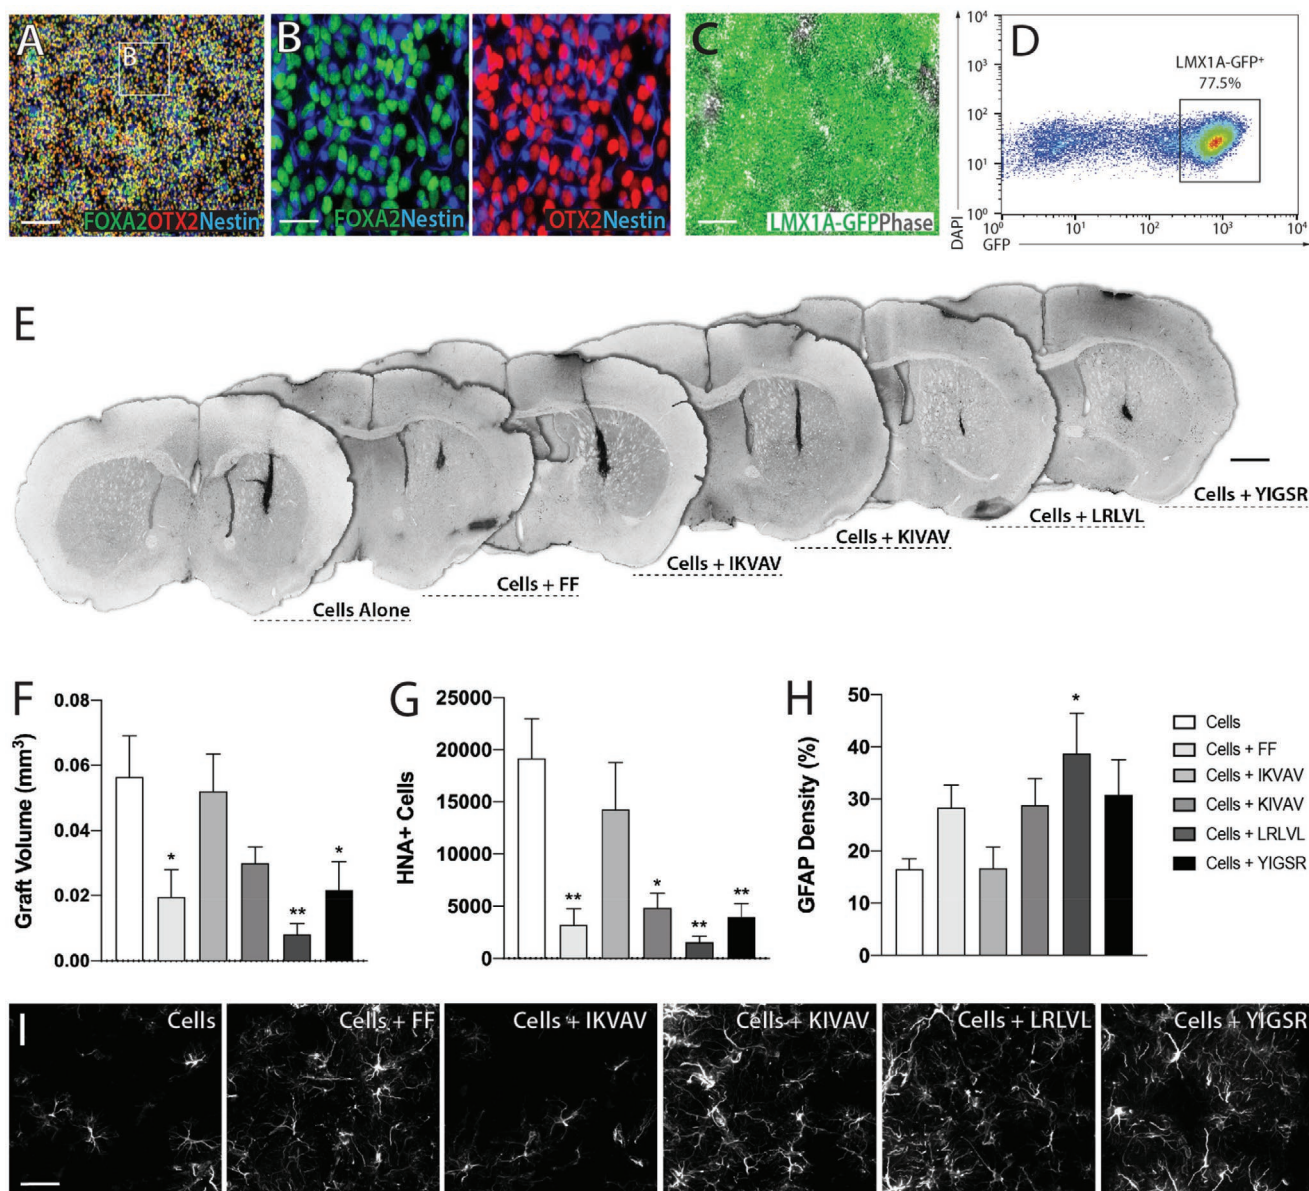 A
B
FOXA2OTX2Nestin
B
FOXA2Nestin
OTX2Nestin
C
LMX1A-GFPPhase
D
LMX1A-GFP⁺
77.5%
10⁴
10³
10²
10¹
10⁰
DAPI
10⁰ 10¹ 10² 10³ 10⁴
GFP
E
Cells Alone
Cells + FF
Cells + IKVAV
Cells + KIVAV
Cells + LRLVL
Cells + YIGSR
F
Graft Volume (mm³)
0.08
0.06
0.04
0.02
0.00
* ** *
G
HNA+ Cells
25000
20000
15000
10000
5000
0
** * ** **
H
GFAP Density (%)
50
40
30
20
10
0
*
Cells
Cells + FF
Cells + IKVAV
Cells + KIVAV
Cells + LRLVL
Cells + YIGSR
I
Cells
Cells + FF
Cells + IKVAV
Cells + KIVAV
Cells + LRLVL
Cells + YIGSR